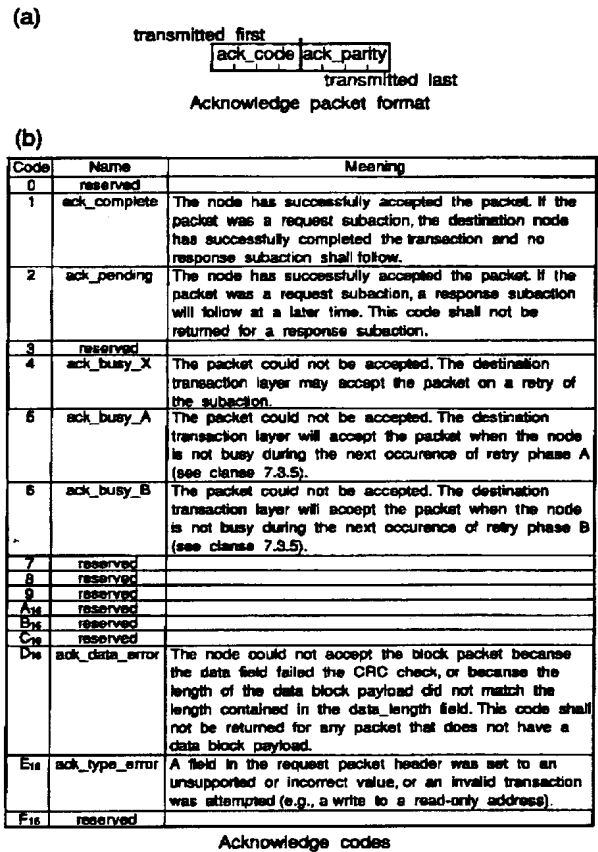 (a)
transmitted first
ack_code ack_parity
transmitted last
Acknowledge packet format
(b)
Code Name Meaning
0 reserved
1 ack_complete The node has successfully accepted the packet. If the
packet was a request subaction, the destination node
has successfully completed the transaction and no
response subaction shall follow.
2 ack_pending The node has successfully accepted the packet. If the
packet was a request subaction, a response subaction
will follow at a later time. This code shall not be
returned for a response subaction.
3 reserved
4 ack_busy_X The packet could not be accepted. The destination
transaction layer may accept the packet on a retry of
the subaction.
5 ack_busy_A The packet could not be accepted. The destination
transaction layer will accept the packet when the node
is not busy during the next occurence of retry phase A
(see clanse 7.3.5).
6 ack_busy_B The packet could not be accepted. The destination
transaction layer will accept the packet when the node
is not busy during the next occurence of retry phase B
(see clanse 7.3.5).
7 reserved
8 reserved
9 reserved
A16 reserved
B16 reserved
C16 reserved
D16 ack_data_error The node could not accept the block packet becanse
the data field failed the CRC check, or becanse the
length of the data block payload did not match the
length contained in the data_length field. This code shall
not be returned for any packet that does not have a
data block payload.
E16 ack_type_error A field in the request packet header was set to an
unsupported or incorrect value, or an invalid transaction
was attempted (e.g., a write to a read-only address).
F16 reserved
Acknowledge codes